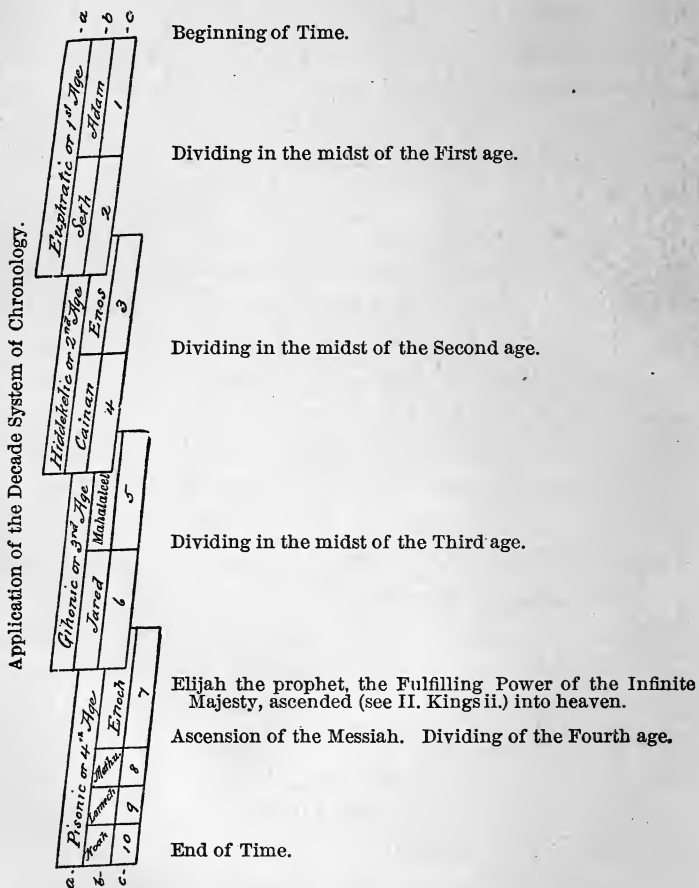 Application of the Decade System of Chronology.
- a
- b
- c
Euphratic or 1st Age
Seth Adam
2 1
Hiddekelic or 2nd Age
Cainan Enos
4 3
Gihonic or 3rd Age
Jared Mahalaleel
6 5
Pisonic or 4th Age
Noah Lamech Methu. Enoch
10 9 8 7
a-
b-
c-
Beginning of Time.
Dividing in the midst of the First age.
Dividing in the midst of the Second age.
Dividing in the midst of the Third age.
Elijah the prophet, the Fulfilling Power of the Infinite
Majesty, ascended (see II. Kings ii.) into heaven.
Ascension of the Messiah. Dividing of the Fourth age.
End of Time.